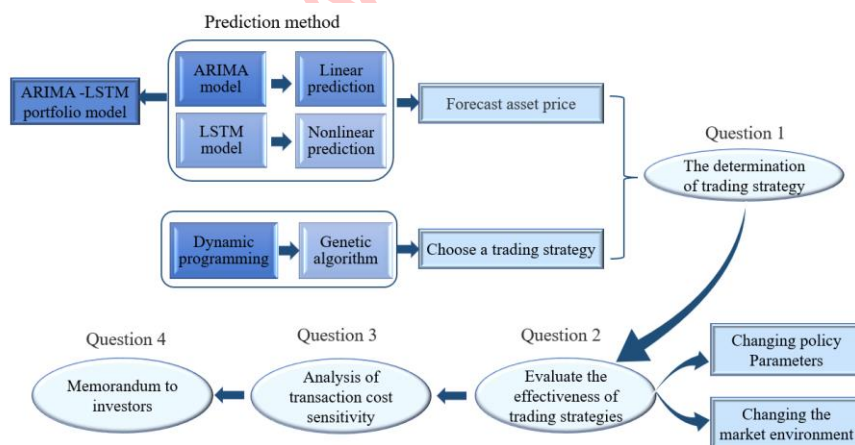 Prediction method
ARIMA
model
Linear
prediction
ARIMA -LSTM
portfolio model
Forecast asset price
LSTM
model
Nonlinear
prediction
Question 1
The determination
of trading strategy
Dynamic
programming
Genetic
algorithm
Choose a trading strategy
Question 4
Question 3
Question 2
Changing policy
Parameters
Memorandum to
investors
Analysis of
transaction cost
sensitivity
Evaluate the
effectiveness of
trading strategies
Changing the
market environment